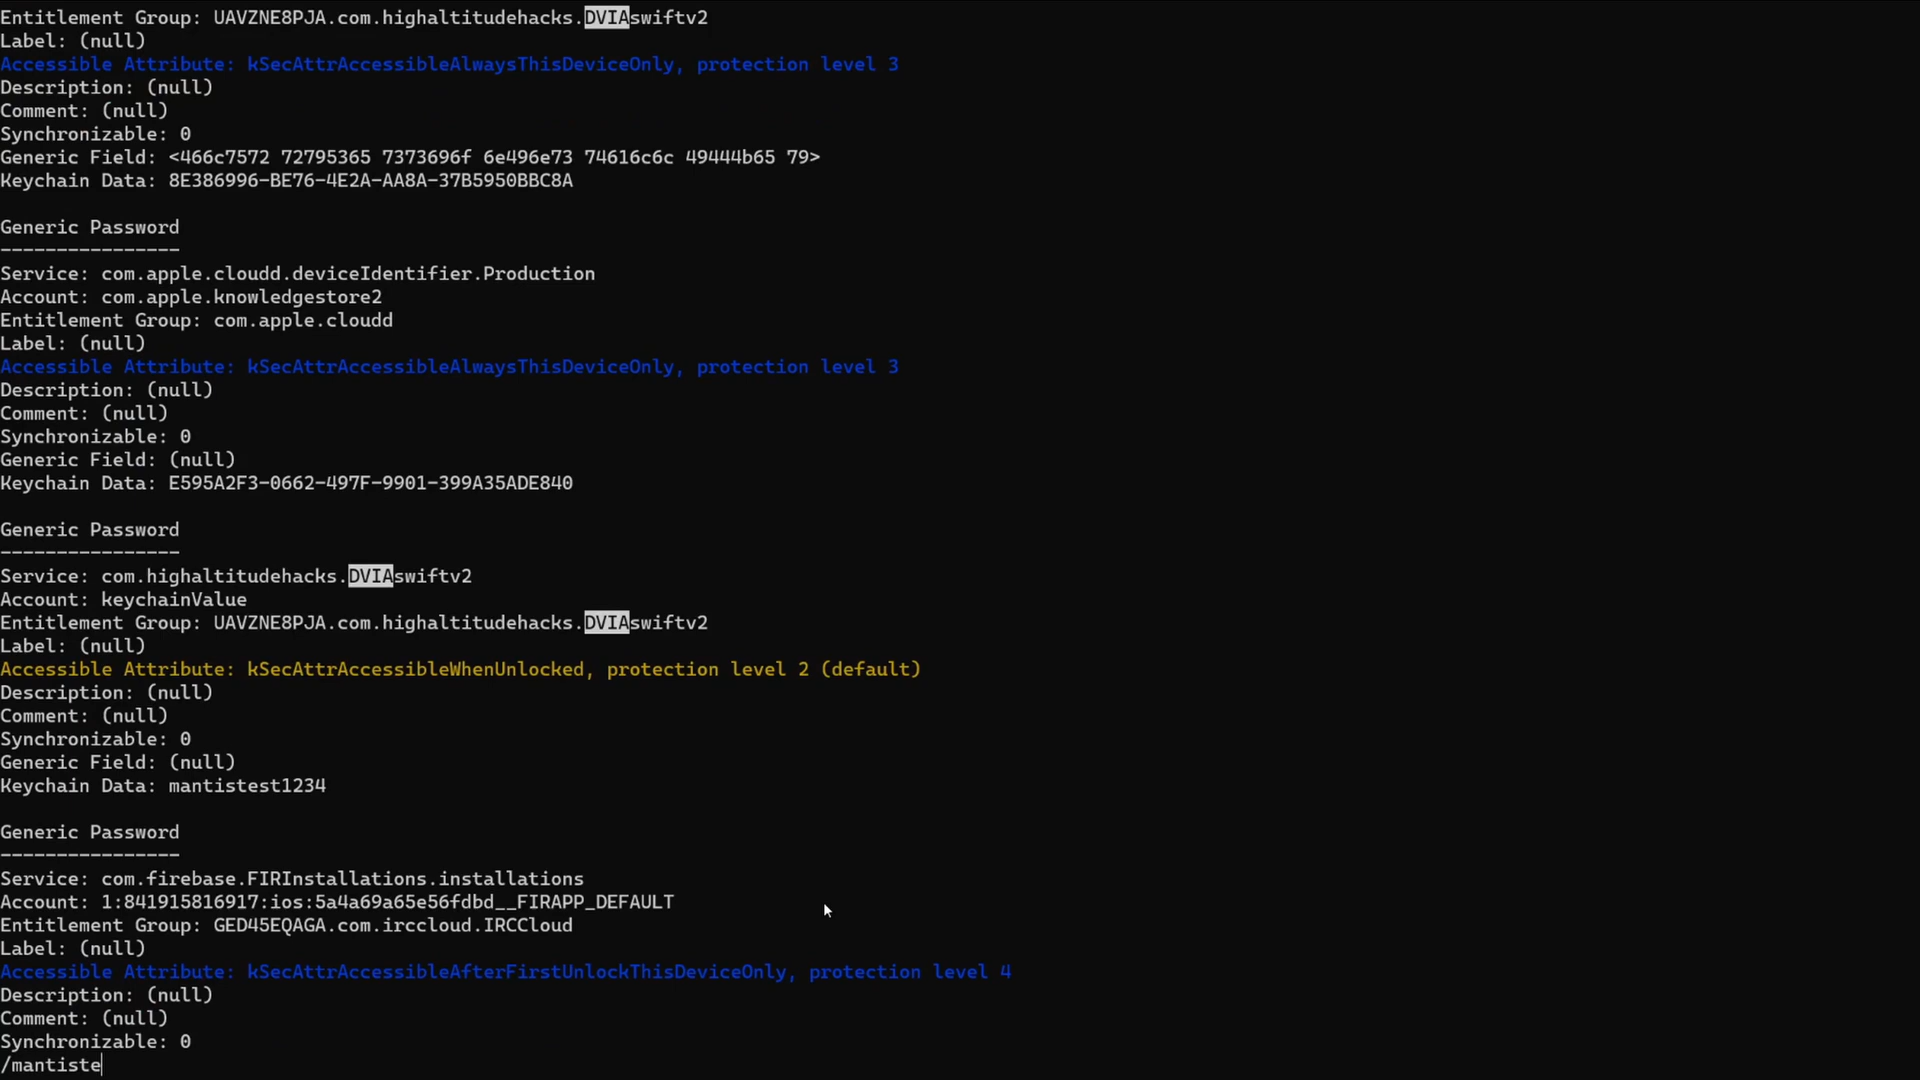 Entitlement Group: UAVZNE8PJA.com.highaltitudehacks.DVIAswiftv2
Label: (null)
Accessible Attribute: kSecAttrAccessibleAlwaysThisDeviceOnly, protection level 3
Description: (null)
Comment: (null)
Synchronizable: 0
Generic Field: <466c7572 72795365 7373696f 6e496e73 74616c6c 49444b65 79>
Keychain Data: 8E386996-BE76-4E2A-AA8A-37B5950BBC8A
Generic Password
----------------
Service: com.apple.cloudd.deviceIdentifier.Production
Account: com.apple.knowledgestore2
Entitlement Group: com.apple.cloudd
Label: (null)
Accessible Attribute: kSecAttrAccessibleAlwaysThisDeviceOnly, protection level 3
Description: (null)
Comment: (null)
Synchronizable: 0
Generic Field: (null)
Keychain Data: E595A2F3-0662-497F-9901-399A35ADE840
Generic Password
----------------
Service: com.highaltitudehacks.DVIAswiftv2
Account: keychainValue
Entitlement Group: UAVZNE8PJA.com.highaltitudehacks.DVIAswiftv2
Label: (null)
Accessible Attribute: kSecAttrAccessibleWhenUnlocked, protection level 2 (default)
Description: (null)
Comment: (null)
Synchronizable: 0
Generic Field: (null)
Keychain Data: mantistest1234
Generic Password
----------------
Service: com.firebase.FIRInstallations.installations
Account: 1:841915816917:ios:5a4a69a65e56fdbd__FIRAPP_DEFAULT
Entitlement Group: GED45EQAGA.com.irccloud.IRCCloud
Label: (null)
Accessible Attribute: kSecAttrAccessibleAfterFirstUnlockThisDeviceOnly, protection level 4
Description: (null)
Comment: (null)
Synchronizable: 0
/mantiste